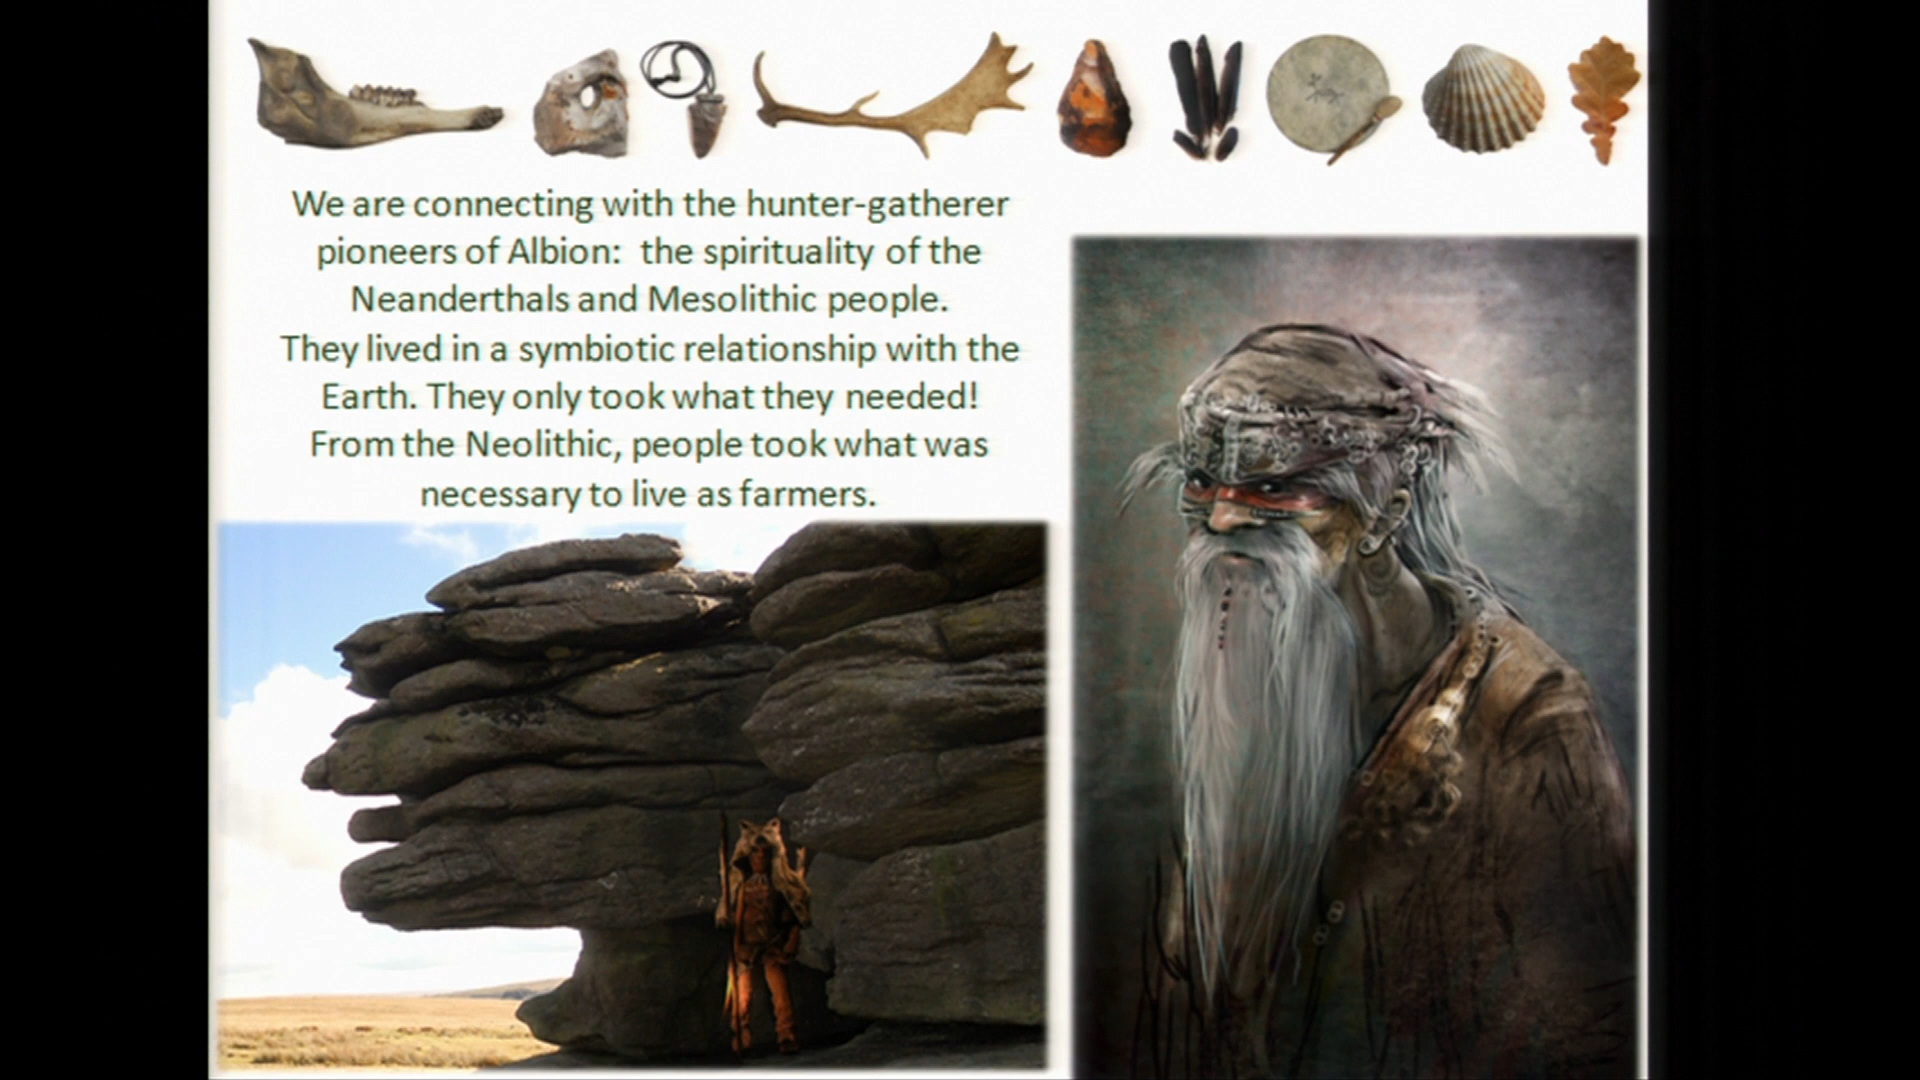 We are connecting with the hunter-gatherer
pioneers of Albion:  the spirituality of the
Neanderthals and Mesolithic people.
They lived in a symbiotic relationship with the
Earth. They only took what they needed!
From the Neolithic, people took what was
necessary to live as farmers.